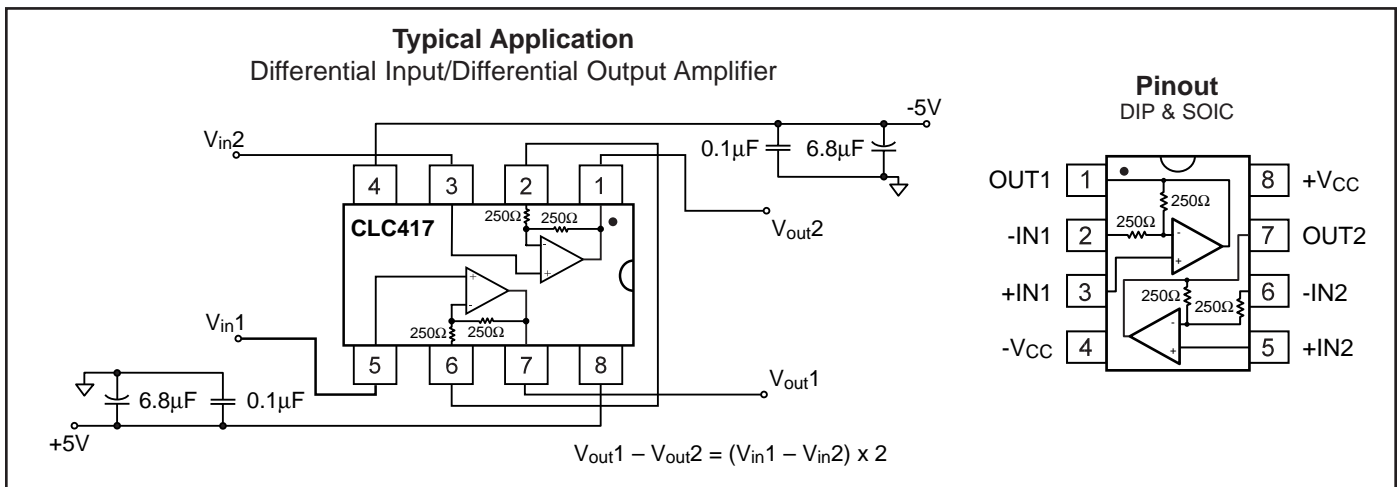 Typical Application
Differential Input/Differential Output Amplifier
-5V
Vin2
0.1µF
6.8µF
4
3
2
1
250Ω
250Ω
CLC417
Vout2
-
+
+
-
Vin1
250Ω
250Ω
5
6
7
8
Vout1
6.8µF
0.1µF
+5V
Vout1 – Vout2 = (Vin1 – Vin2) x 2
Pinout
DIP & SOIC
OUT1
1
8
+VCC
250Ω
-IN1
2
250Ω
-
7
OUT2
+
+IN1
3
250Ω
250Ω
6
-IN2
-
-VCC
4
+
5
+IN2